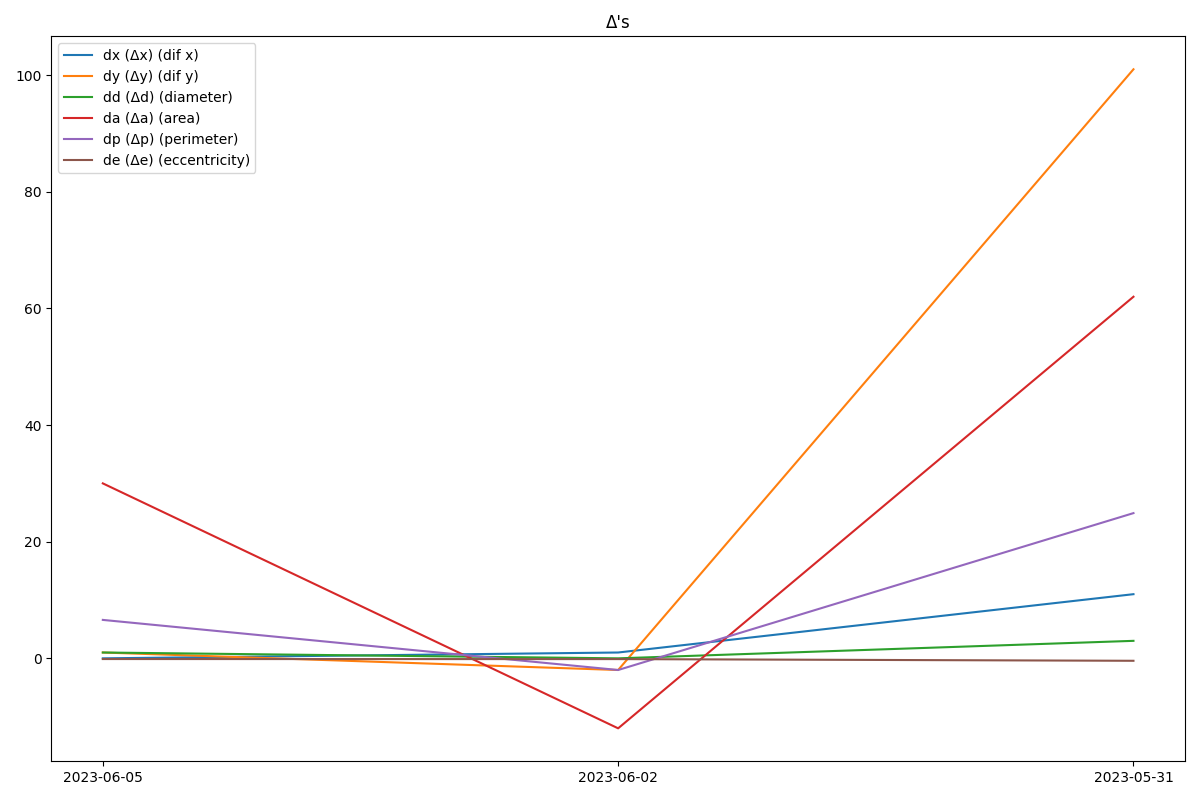 Δ's
dx (Δx) (dif x)
dy (Δy) (dif y)
dd (Δd) (diameter)
da (Δa) (area)
dp (Δp) (perimeter)
de (Δe) (eccentricity)
100
80
60
40
20
0
2023-06-05 2023-06-02 2023-05-31